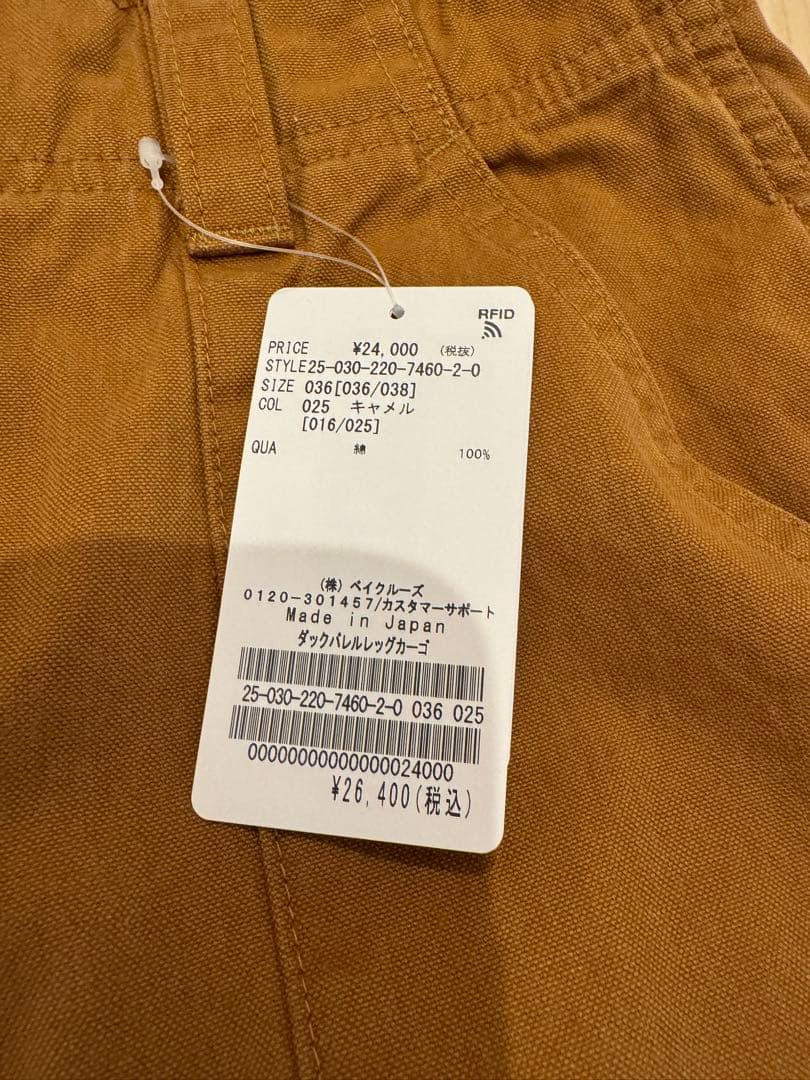 RFID
PRICE ¥24,000 (税抜)
STYLE25-030-220-7460-2-0
SIZE 036[036/038]
COL 025 キャメル
[016/025]
QUA 綿 100%
(株) ベイクルーズ
0120-301457/カスタマーサポート
Made in Japan
ダックバレルレッグカーゴ
25-030-220-7460-2-0 036 025
00000000000000024000
¥26,400(税込)